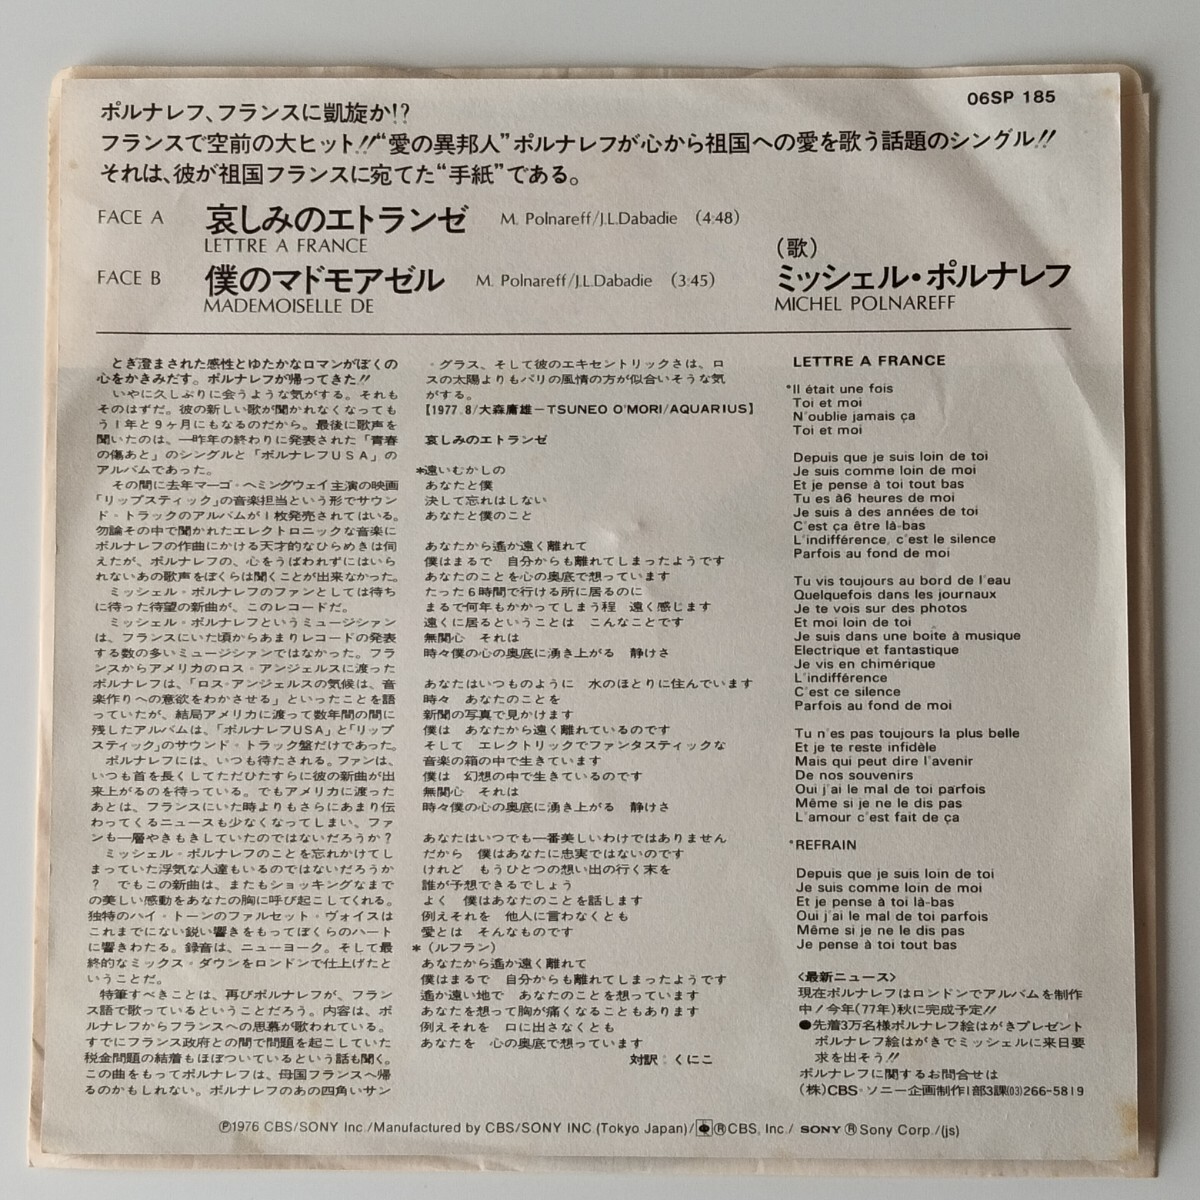 06SP 185
ポルナレフ、フランスに凱旋か!?
フランスで空前の大ヒット!!“愛の異邦人”ポルナレフが心から祖国への愛を歌う話題のシングル!!
それは、彼が祖国フランスに宛てた“手紙”である。
FACE A 哀しみのエトランゼ M. Polnareff/J.L.Dabadie (4:48)
LETTRE A FRANCE
FACE B 僕のマドモアゼル M. Polnareff/J.L.Dabadie (3:45)
MADEMOISELLE DE
(歌)
ミッシェル・ポルナレフ
MICHEL POLNAREFF
とぎ澄まされた感性とゆたかなロマンがぼくの
心をかきみだす。ポルナレフが帰ってきた!!
いやに久しぶりに会うような気がする。それも
そのはずだ。彼の新しい歌が聞かれなくなっても
う1年と9ヶ月にもなるのだから。最後に歌声を
聞いたのは、一昨年の終わりに発表された「青春
の傷あと」のシングルと「ポルナレフUSA」の
アルバムであった。
その間に去年マーゴ・ヘミングウェイ主演の映画
「リップスティック」の音楽担当という形でサウン
ド・トラックのアルバムが1枚発売されてはいる。
勿論その中で聞かれたエレクトロニックな音楽に
ポルナレフの作曲にかける天才的なひらめきは伺
えたが、ポルナレフの、心をうばわれずにはいら
れないあの歌声をぼくらは聞くことが出来なかった。
ミッシェル・ポルナレフのファンとしては待ち
に待った待望の新曲が、このレコードだ。
ミッシェル・ポルナレフというミュージシァン
は、フランスにいた頃からあまりレコードの発表
する数の多いミュージシァンではなかった。フラ
ンスからアメリカのロス・アンジェルスに渡った
ポルナレフは、「ロス・アンジェルスの気候は、音
楽作りへの意欲をわかさせる」といったことを語
っていたが、結局アメリカに渡って数年間の間に
残したアルバムは、「ポルナレフUSA」と「リップ
スティック」のサウンド・トラック盤だけであった。
ポルナレフには、いつも待たされる。ファンは、
いつも首を長くしてただひたすらに彼の新曲が出
来上がるのを待っている。でもアメリカに渡った
あとは、フランスにいた時よりもさらにあまり伝
わってくるニュースも少なくなってしまい、ファ
ンも一層やきもきしていたのではないだろうか?
ミッシェル・ポルナレフのことを忘れかけてし
まっていた浮気な人達もいるのではないだろうか
? でもこの新曲は、またもショッキングなまで
の美しい感動をあなたの胸に呼び起こしてくれる。
独特のハイ・トーンのファルセット・ヴォイスは
これまでにない鋭い響きをもってぼくらのハート
に響きわたる。録音は、ニューヨーク。そして最
終的なミックス・ダウンをロンドンで仕上げたと
いうことだ。
特筆すべきことは、再びポルナレフが、フラン
ス語で歌っているということだろう。内容は、ポ
ルナレフからフランスへの思慕が歌われている。
すでにフランス政府との間で問題を起こしていた
税金問題の結着もほぼついているという話も聞く。
この曲をもってポルナレフは、母国フランスへ帰
るのかもしれない。ポルナレフのあの四角いサン
・グラス、そして彼のエキセントリックさは、ロ
スの太陽よりもパリの風情の方が似合いそうな気
がする。
【1977.8/大森庸雄－TSUNEO O'MORI/AQUARIUS】
哀しみのエトランゼ
*遠いむかしの
あなたと僕
決して忘れはしない
あなたと僕のこと
あなたから遙か遠く離れて
僕はまるで 自分からも離れてしまったようです
あなたのことを心の奥底で想っています
たった6時間で行ける所に居るのに
まるで何年もかかってしまう程 遠く感じます
遠くに居るということは こんなことです
無関心 それは
時々僕の心の奥底に湧き上がる 静けさ
あなたはいつものように 水のほとりに住んでいます
時々 あなたのことを
新聞の写真で見かけます
僕は あなたから遠く離れているのです
そして エレクトリックでファンタスティックな
音楽の箱の中で生きています
僕は 幻想の中で生きているのです
無関心 それは
時々僕の心の奥底に湧き上がる 静けさ
あなたはいつでも一番美しいわけではありません
だから 僕はあなたに忠実ではないのです
けれど もうひとつの想い出の行く末を
誰が予想できるでしょう
よく 僕はあなたのことを話します
例えそれを 他人に言わなくとも
愛とは そんなものです
*(ルフラン)
あなたから遙か遠く離れて
僕はまるで 自分からも離れてしまったようです
遙か遠い地で あなたのことを想っています
あなたを想って胸が痛くなることもあります
例えそれを 口に出さなくとも
あなたを 心の奥底で想っています
対訳：くにこ
LETTRE A FRANCE
*Il était une fois
Toi et moi
N'oublie jamais ça
Toi et moi
Depuis que je suis loin de toi
Je suis comme loin de moi
Et je pense à toi tout bas
Tu es à6 heures de moi
Je suis à des années de toi
C'est ça être là-bas
L'indifférence, c'est le silence
Parfois au fond de moi
Tu vis toujours au bord de l'eau
Quelquefois dans les journaux
Je te vois sur des photos
Et moi loin de toi
Je suis dans une boite à musique
Electrique et fantastique
Je vis en chimérique
L'indifférence
C'est ce silence
Parfois au fond de moi
Tu n'es pas toujours la plus belle
Et je te reste infidèle
Mais qui peut dire l'avenir
De nos souvenirs
Oui j'ai le mal de toi parfois
Même si je ne le dis pas
L'amour c'est fait de ça
*REFRAIN
Depuis que je suis loin de toi
Je suis comme loin de moi
Et je pense à toi là-bas
Oui j'ai le mal de toi parfois
Même si je ne le dis pas
Je pense à toi tout bas
〈最新ニュース〉
現在ポルナレフはロンドンでアルバムを制作
中!今年('77年)秋に完成予定!!
●先着3万名様ポルナレフ絵はがきプレゼント
ポルナレフ絵はがきでミッシェルに来日要
求を出そう!!
ポルナレフに関するお問合せは
(株)CBS・ソニー企画制作1部3課(03)266-5819
Ⓟ1976 CBS/SONY Inc./Manufactured by CBS/SONY INC (Tokyo Japan)/ ®CBS, Inc./ SONY ®Sony Corp./(js)